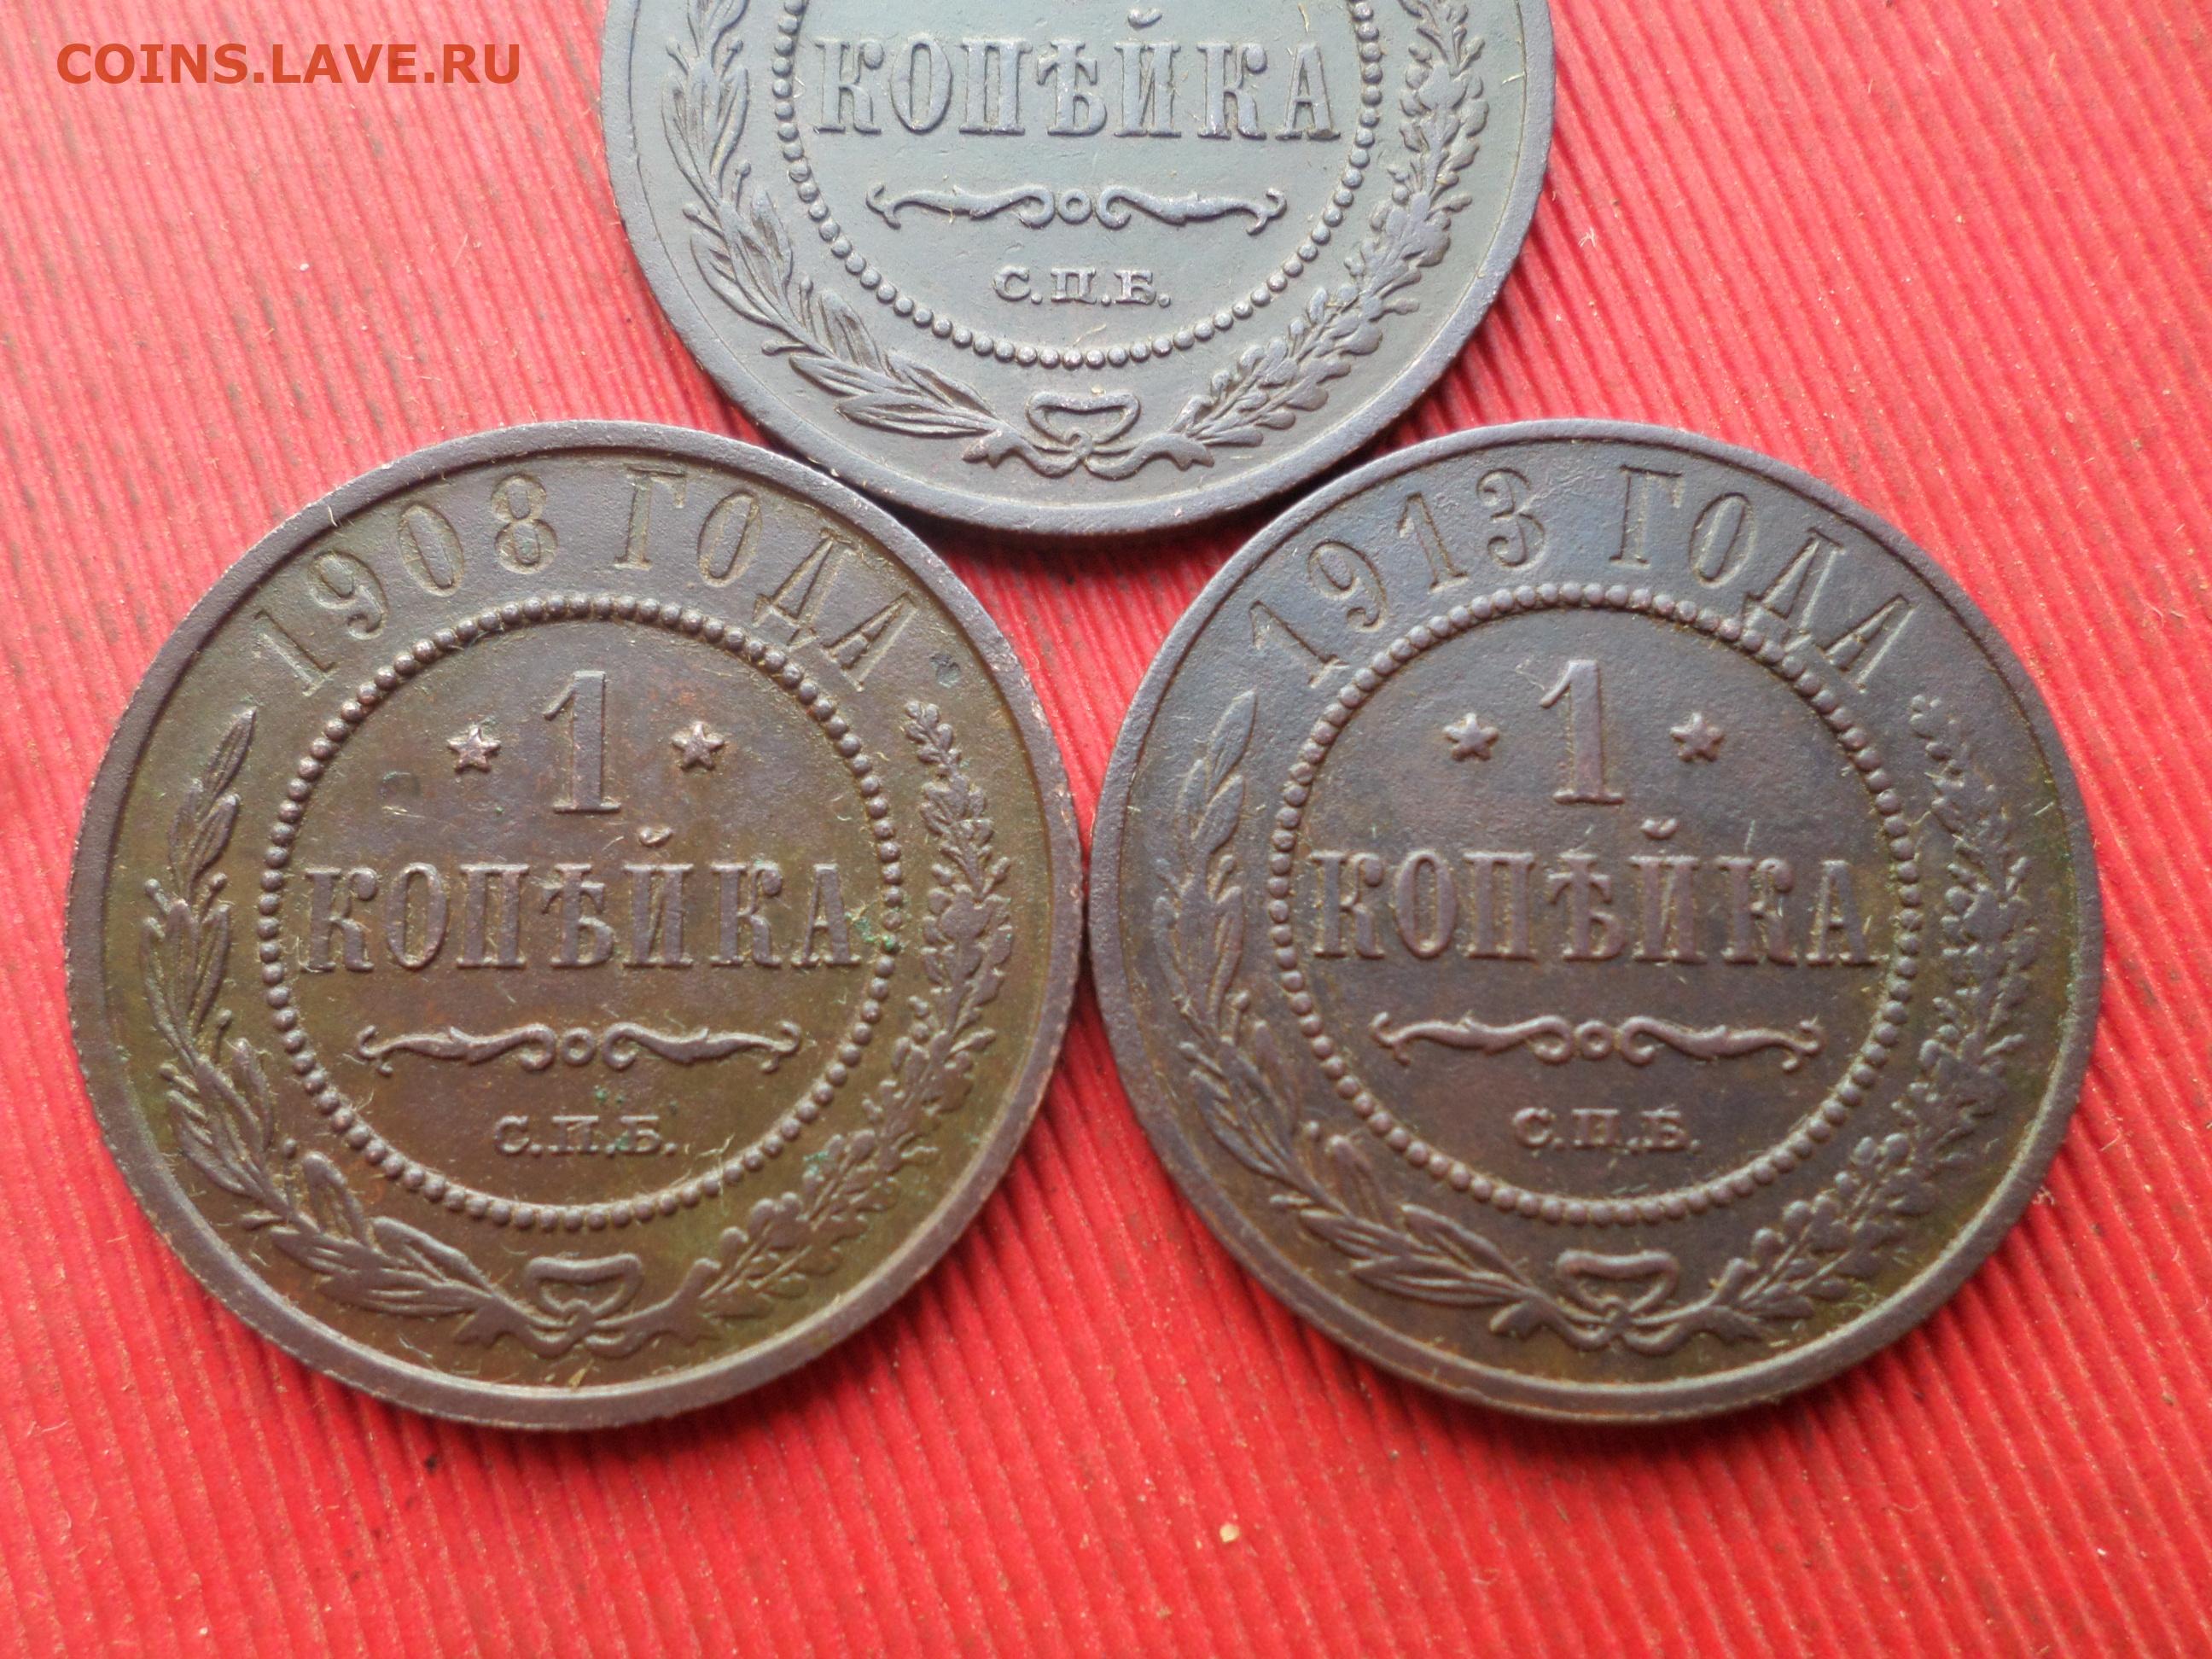 COINS.LAVE.RU
КОПѢЙКА
С.П.Б.
1908 ГОДА
1
КОПѢЙКА
С.П.Б.
1913 ГОДА
1
КОПѢЙКА
С.П.Б.